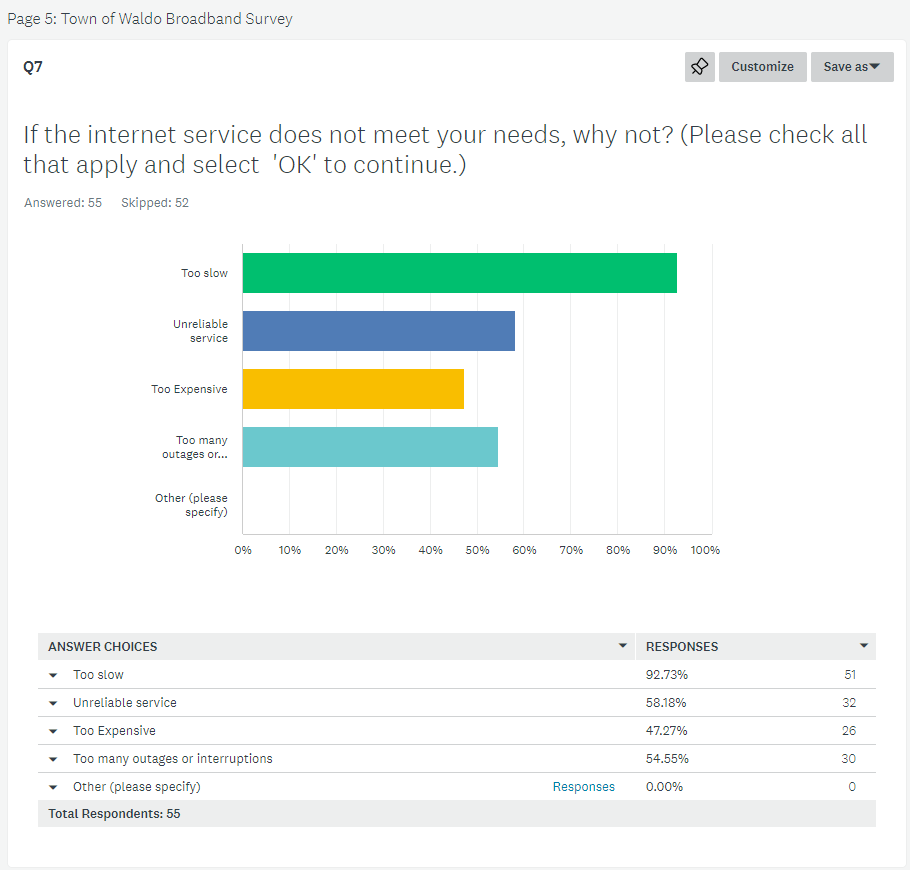 Page 5: Town of Waldo Broadband Survey
Q7
Customize
Save as
If the internet service does not meet your needs, why not? (Please check all
that apply and select  'OK' to continue.)
Answered: 55    Skipped: 52
Too slow
Unreliable
service
Too Expensive
Too many
outages or...
Other (please
specify)
0% 10% 20% 30% 40% 50% 60% 70% 80% 90% 100%
ANSWER CHOICES RESPONSES
Too slow 92.73% 51
Unreliable service 58.18% 32
Too Expensive 47.27% 26
Too many outages or interruptions 54.55% 30
Other (please specify) Responses 0.00% 0
Total Respondents: 55